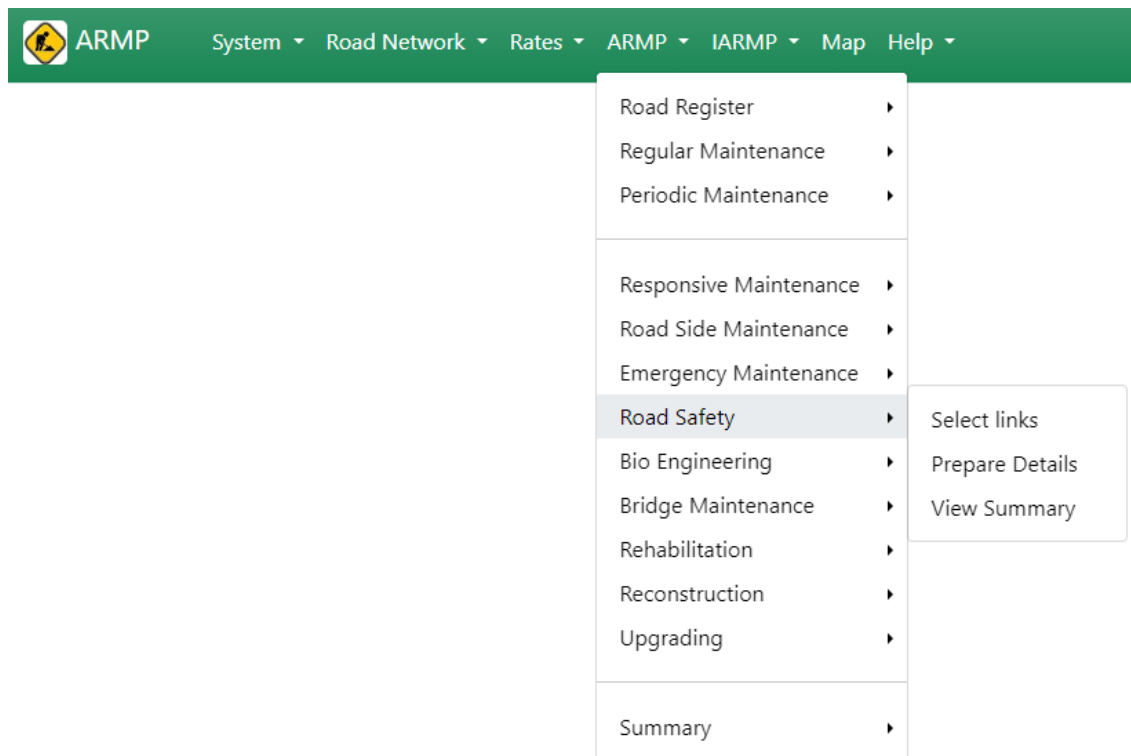 ARMP System Road Network Rates ARMP IARMP Map Help
Road Register
Regular Maintenance
Periodic Maintenance
Responsive Maintenance
Road Side Maintenance
Emergency Maintenance
Road Safety
Select links
Bio Engineering
Prepare Details
Bridge Maintenance
View Summary
Rehabilitation
Reconstruction
Upgrading
Summary